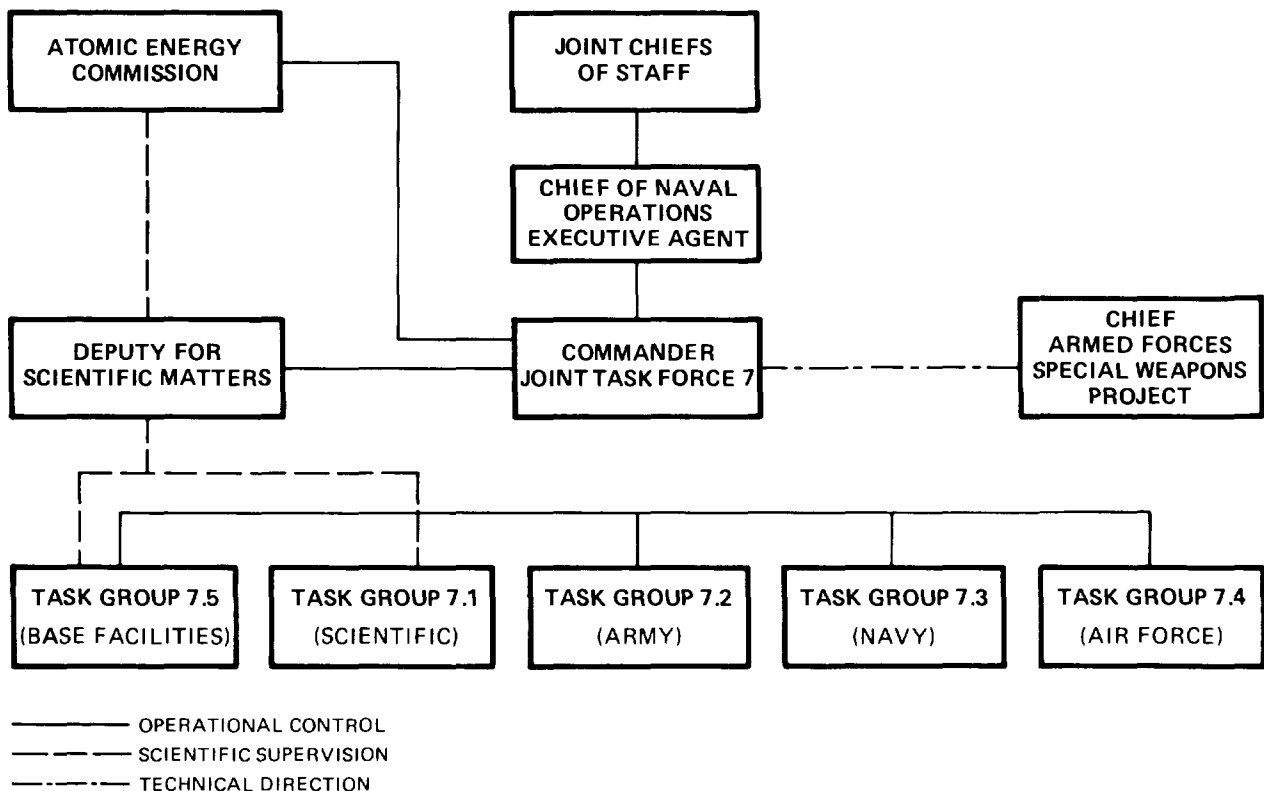 ATOMIC ENERGY
COMMISSION
JOINT CHIEFS
OF STAFF
CHIEF OF NAVAL
OPERATIONS
EXECUTIVE AGENT
DEPUTY FOR
SCIENTIFIC MATTERS
COMMANDER
JOINT TASK FORCE 7
CHIEF
ARMED FORCES
SPECIAL WEAPONS
PROJECT
TASK GROUP 7.5
(BASE FACILITIES)
TASK GROUP 7.1
(SCIENTIFIC)
TASK GROUP 7.2
(ARMY)
TASK GROUP 7.3
(NAVY)
TASK GROUP 7.4
(AIR FORCE)
OPERATIONAL CONTROL
SCIENTIFIC SUPERVISION
TECHNICAL DIRECTION